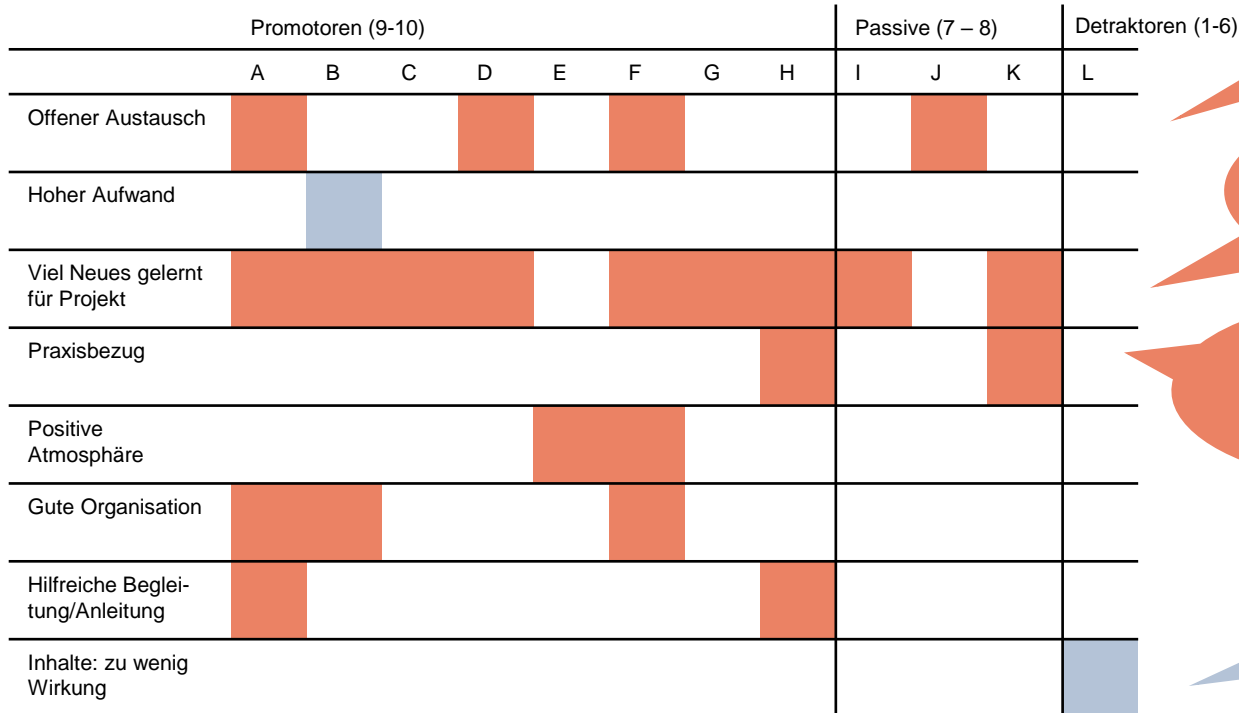 Promotoren (9-10) Passive (7 – 8) Detraktoren (1-6)
A B C D E F G H I J K L
Offener Austausch
Hoher Aufwand
Viel Neues gelernt
für Projekt
Praxisbezug
Positive
Atmosphäre
Gute Organisation
Hilfreiche Beglei-
tung/Anleitung
Inhalte: zu wenig
Wirkung